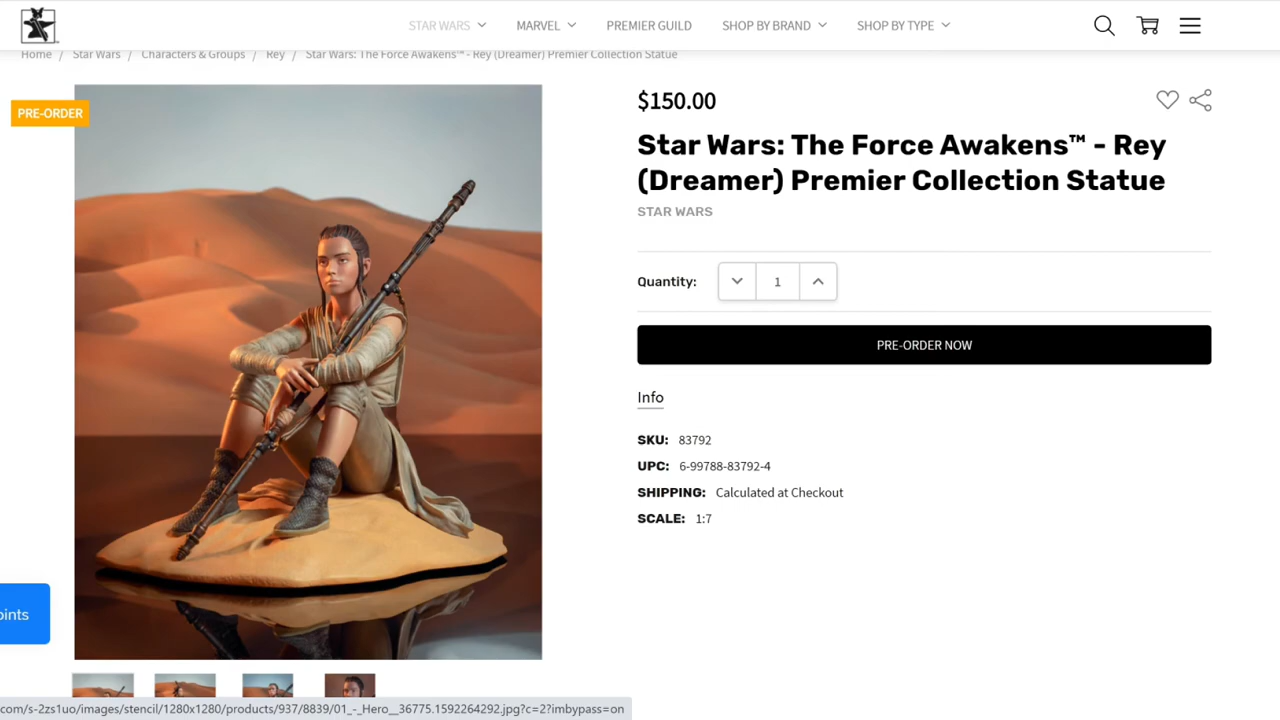 STAR WARS MARVEL PREMIER GUILD SHOP BY BRAND SHOP BY TYPE
Home / Star Wars / Characters & Groups / Rey / Star Wars: The Force Awakens™ - Rey (Dreamer) Premier Collection Statue
PRE-ORDER
$150.00
Star Wars: The Force Awakens™ - Rey
(Dreamer) Premier Collection Statue
STAR WARS
Quantity: 1
PRE-ORDER NOW
Info
SKU: 83792
UPC: 6-99788-83792-4
SHIPPING: Calculated at Checkout
SCALE: 1:7
oints
com/s-2zs1uo/images/stencil/1280x1280/products/937/8839/01_-_Hero__36775.1592264292.jpg?c=2?imbypass=on